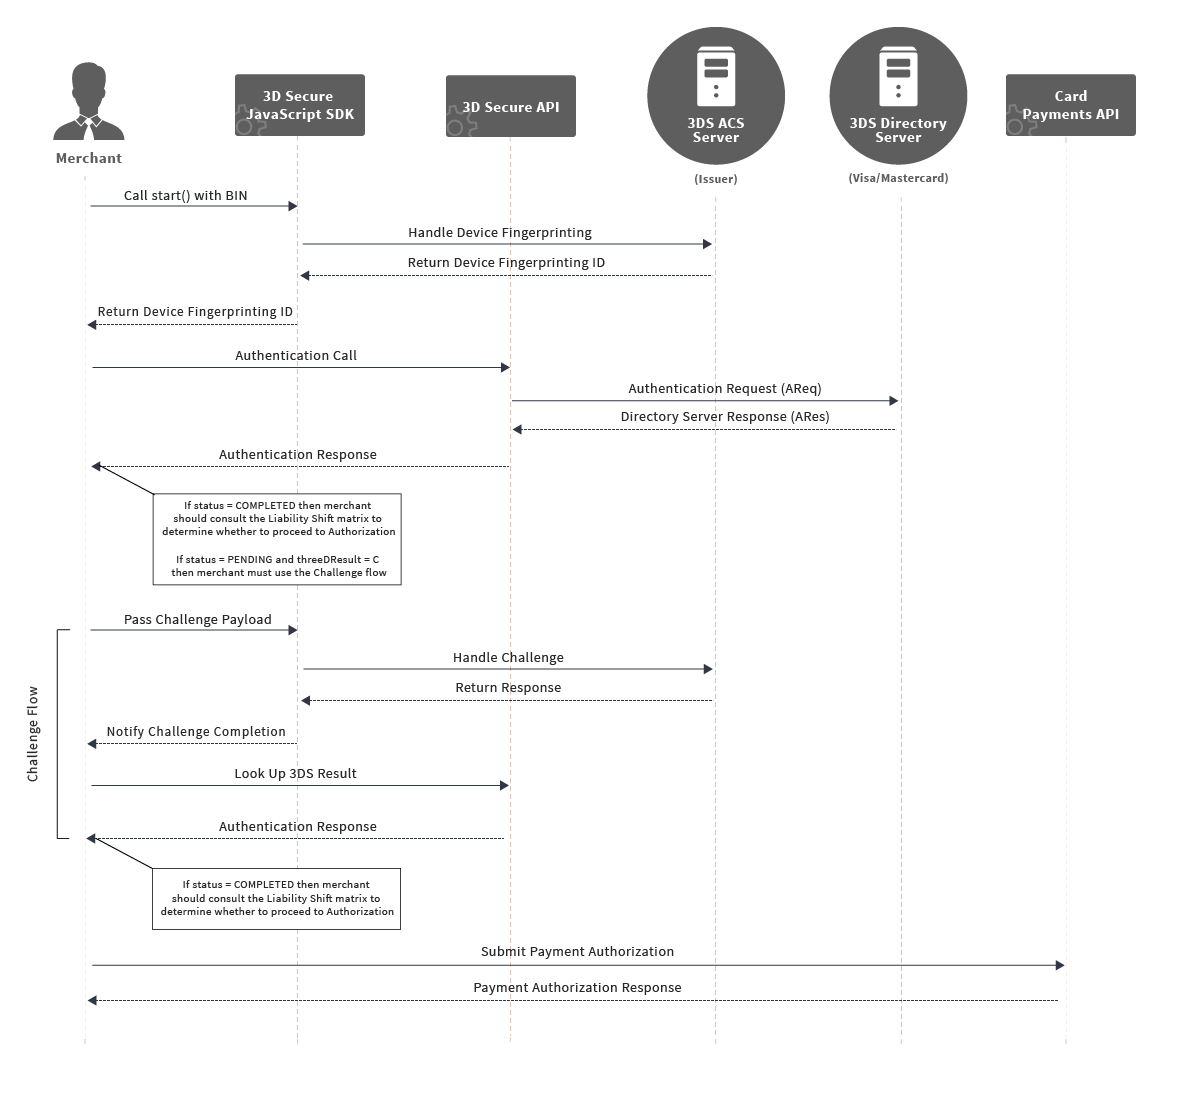 3D Secure
JavaScript SDK
3D Secure API
3DS ACS
Server
3DS Directory
Server
Card
Payments API
Merchant
(Issuer)
(Visa/Mastercard)
Call start() with BIN
Handle Device Fingerprinting
Return Device Fingerprinting ID
Return Device Fingerprinting ID
Authentication Call
Authentication Request (AReq)
Directory Server Response (ARes)
Authentication Response
If status = COMPLETED then merchant
should consult the Liability Shift matrix to
determine whether to proceed to Authorization
If status = PENDING and threeDResult = C
then merchant must use the Challenge flow
Challenge Flow
Pass Challenge Payload
Handle Challenge
Return Response
Notify Challenge Completion
Look Up 3DS Result
Authentication Response
If status = COMPLETED then merchant
should consult the Liability Shift matrix to
determine whether to proceed to Authorization
Submit Payment Authorization
Payment Authorization Response